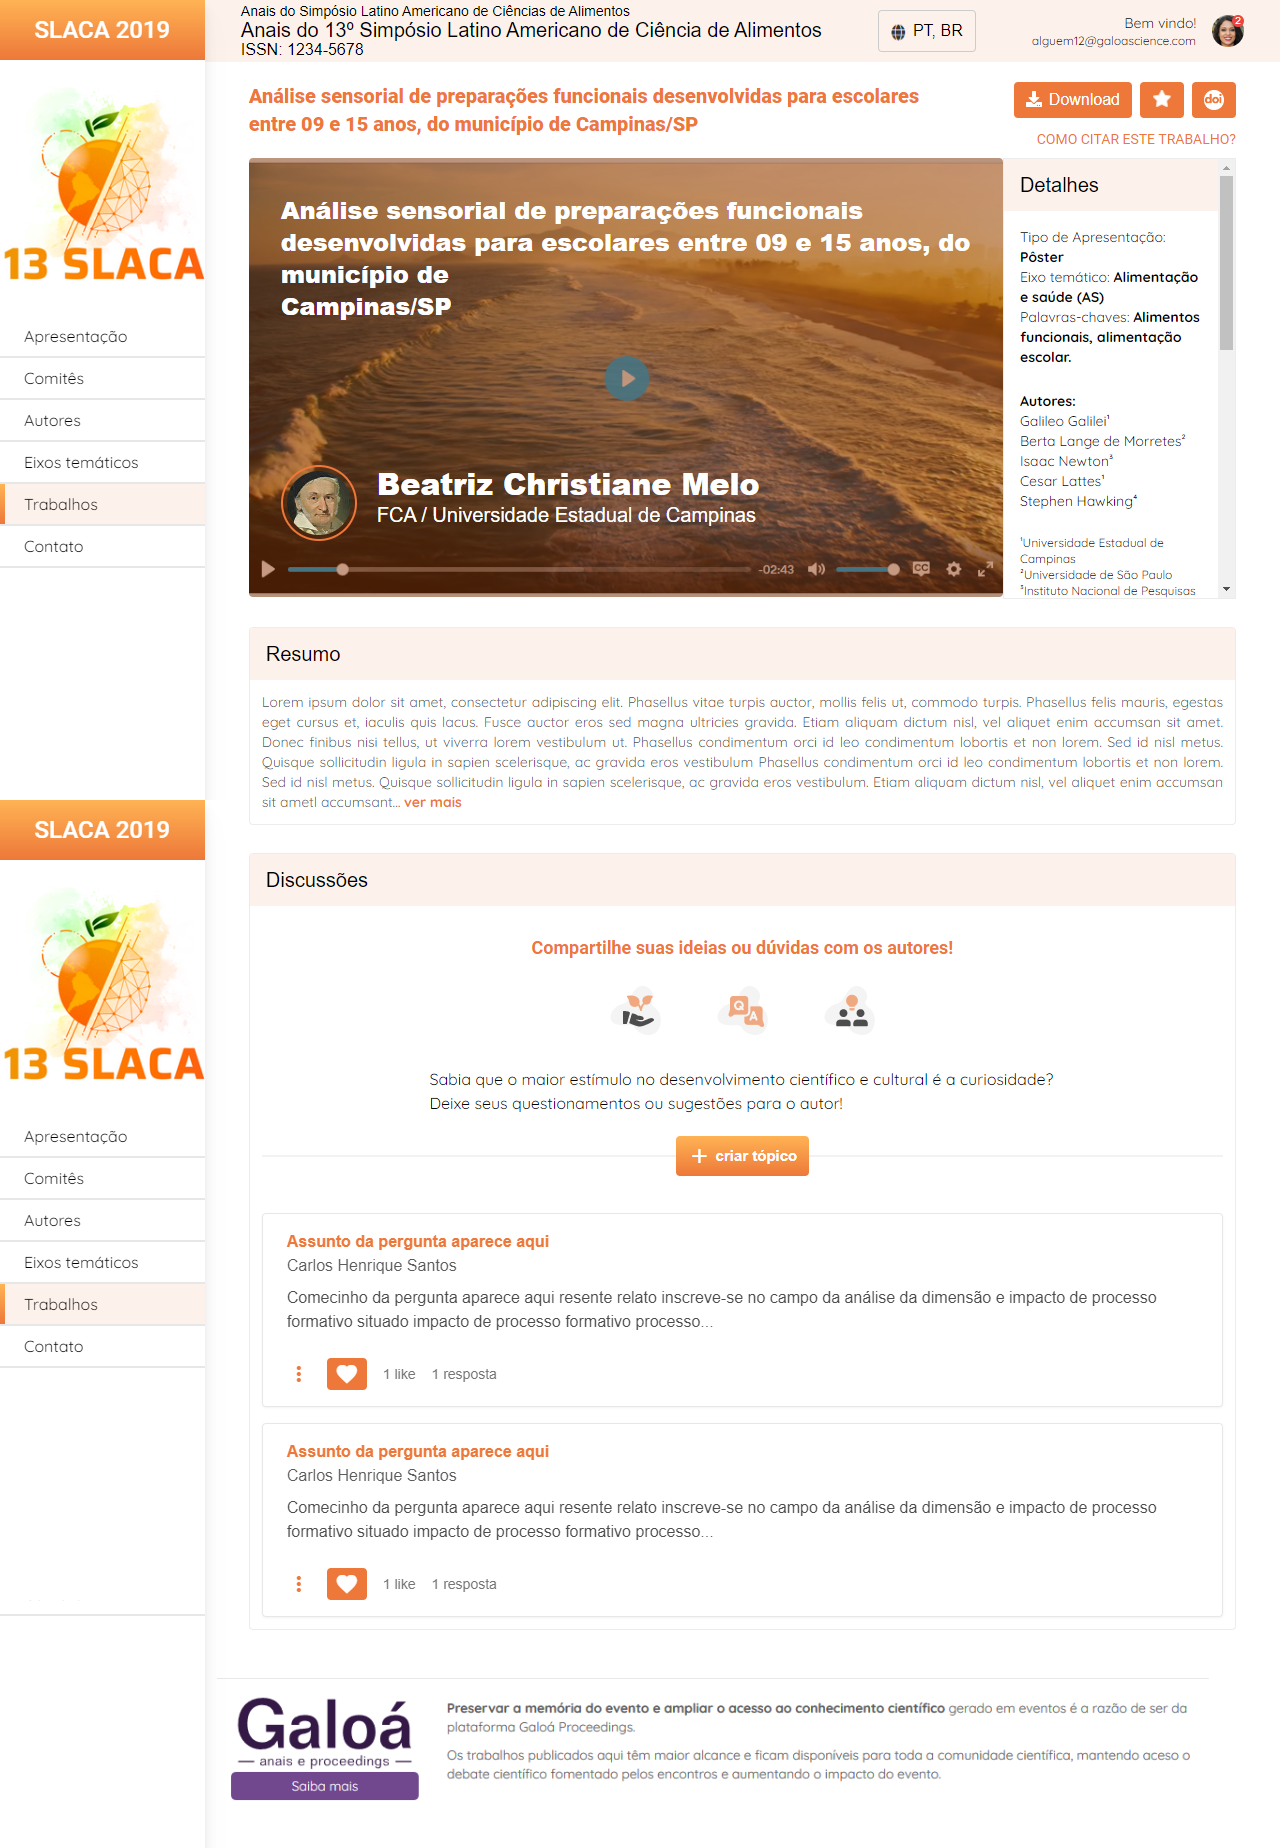 SLACA 2019
13 SLACA
Apresentação
Comitês
Autores
Eixos temáticos
Trabalhos
Contato
Anais do Simpósio Latino Americano de Ciências de Alimentos
Anais do 13º Simpósio Latino Americano de Ciência de Alimentos
ISSN: 1234-5678
PT, BR
Bem vindo!
alguem12@galoascience.com
2
Análise sensorial de preparações funcionais desenvolvidas para escolares
entre 09 e 15 anos, do município de Campinas/SP
Download
doi
COMO CITAR ESTE TRABALHO?
Análise sensorial de preparações funcionais
desenvolvidas para escolares entre 09 e 15 anos, do
município de
Campinas/SP
Beatriz Christiane Melo
FCA / Universidade Estadual de Campinas
-02:43
CC
Detalhes
Tipo de Apresentação:
Pôster
Eixo temático: Alimentação
e saúde (AS)
Palavras-chaves: Alimentos
funcionais, alimentação
escolar.
Autores:
Galileo Galilei¹
Berta Lange de Morretes²
Isaac Newton³
Cesar Lattes¹
Stephen Hawking⁴
¹Universidade Estadual de
Campinas
²Universidade de São Paulo
³Instituto Nacional de Pesquisas
Resumo
Lorem ipsum dolor sit amet, consectetur adipiscing elit. Phasellus vitae turpis auctor, mollis felis ut, commodo turpis. Phasellus felis mauris, egestas
eget cursus et, iaculis quis lacus. Fusce auctor eros sed magna ultricies gravida. Etiam aliquam dictum nisl, vel aliquet enim accumsan sit amet.
Donec finibus nisi tellus, ut viverra lorem vestibulum ut. Phasellus condimentum orci id leo condimentum lobortis et non lorem. Sed id nisl metus.
Quisque sollicitudin ligula in sapien scelerisque, ac gravida eros vestibulum Phasellus condimentum orci id leo condimentum lobortis et non lorem.
Sed id nisl metus. Quisque sollicitudin ligula in sapien scelerisque, ac gravida eros vestibulum. Etiam aliquam dictum nisl, vel aliquet enim accumsan
sit ametl accumsant... ver mais
SLACA 2019
13 SLACA
Apresentação
Comitês
Autores
Eixos temáticos
Trabalhos
Contato
Discussões
Compartilhe suas ideias ou dúvidas com os autores!
Q
A
Sabia que o maior estímulo no desenvolvimento científico e cultural é a curiosidade?
Deixe seus questionamentos ou sugestões para o autor!
+ criar tópico
Assunto da pergunta aparece aqui
Carlos Henrique Santos
Comecinho da pergunta aparece aqui resente relato inscreve-se no campo da análise da dimensão e impacto de processo
formativo situado impacto de processo formativo processo...
1 like 1 resposta
Assunto da pergunta aparece aqui
Carlos Henrique Santos
Comecinho da pergunta aparece aqui resente relato inscreve-se no campo da análise da dimensão e impacto de processo
formativo situado impacto de processo formativo processo...
1 like 1 resposta
Galoá
anais e proceedings
Saiba mais
Preservar a memória do evento e ampliar o acesso ao conhecimento científico gerado em eventos é a razão de ser da
plataforma Galoá Proceedings.
Os trabalhos publicados aqui têm maior alcance e ficam disponíveis para toda a comunidade científica, mantendo aceso o
debate científico fomentado pelos encontros e aumentando o impacto do evento.